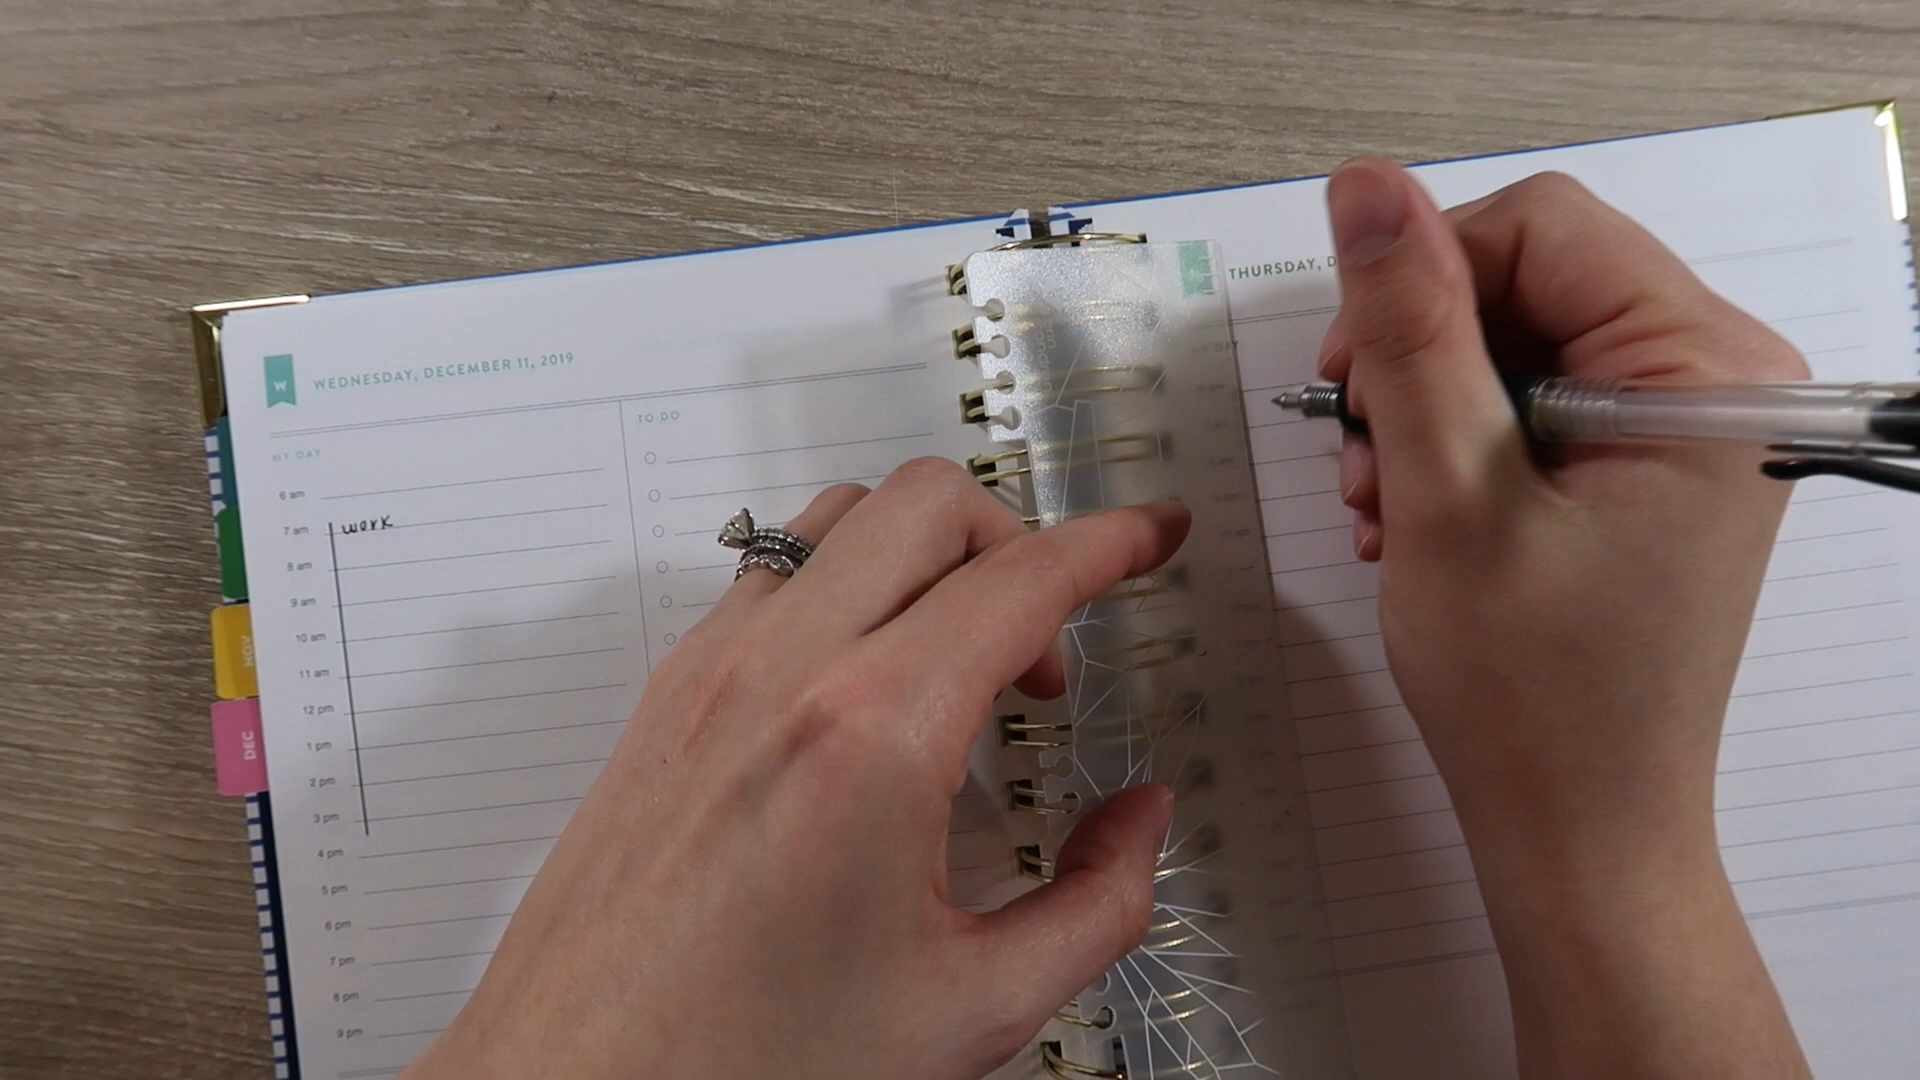 WEDNESDAY, DECEMBER 11, 2019
W
MY DAY
TO DO
6 am
7 am work
8 am
9 am
10 am
11 am
12 pm
1 pm
2 pm
3 pm
4 pm
5 pm
6 pm
7 pm
8 pm
9 pm
NOV
DEC
THURSDAY, D
MY DAY